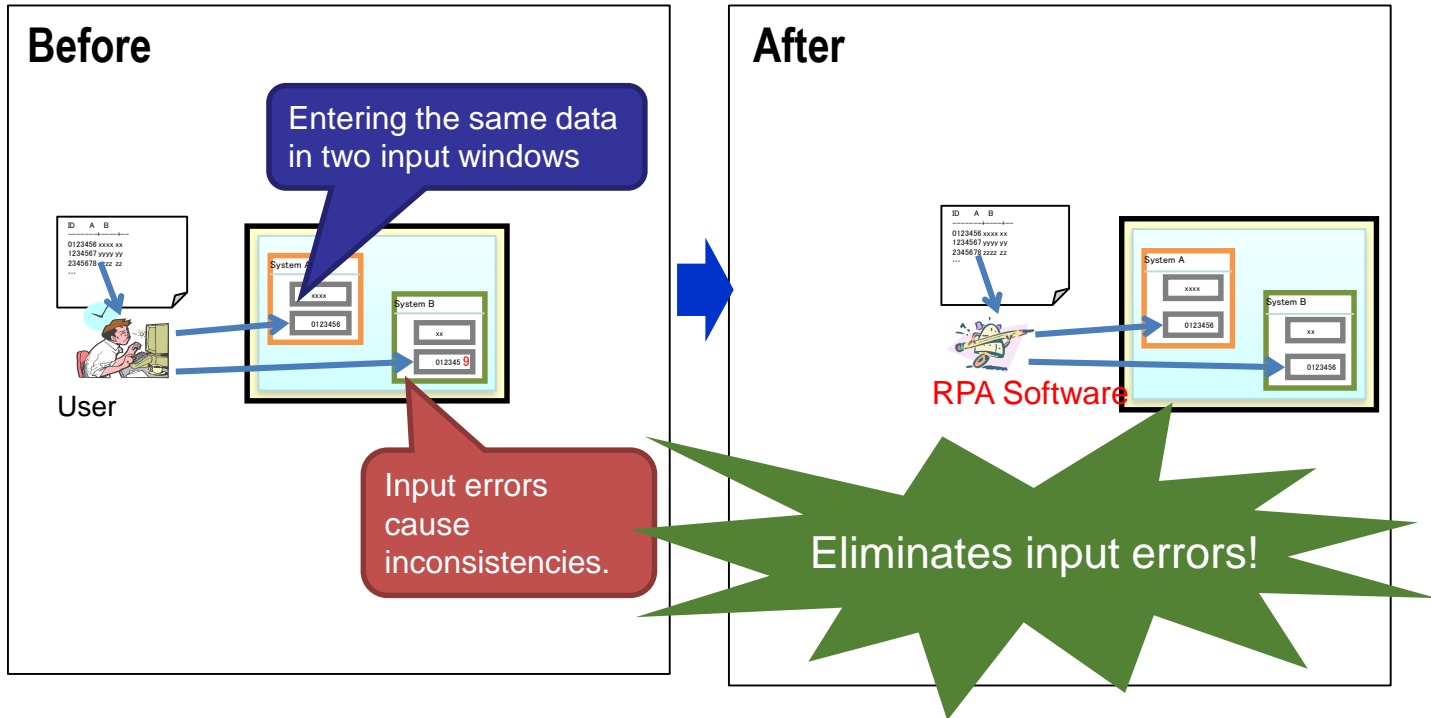 Before
Entering the same data
in two input windows
ID A B
-------+----+--
0123456 xxxx xx
1234567 yyyy yy
2345678 zzzz zz
...
System A
xxxx
0123456
System B
xx
012345 9
User
Input errors
cause
inconsistencies.
After
ID A B
-------+----+--
0123456 xxxx xx
1234567 yyyy yy
2345678 zzzz zz
...
System A
xxxx
0123456
System B
xx
0123456
RPA Software
Eliminates input errors!